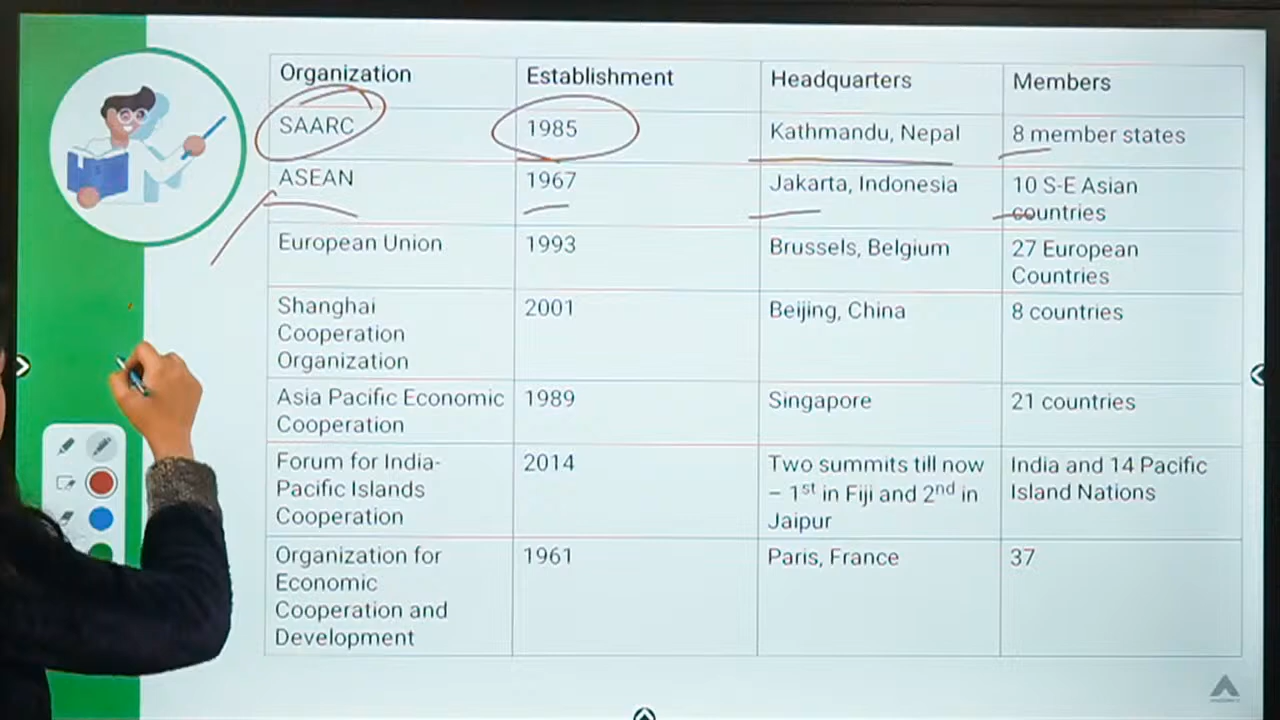 Organization Establishment Headquarters Members
SAARC 1985 Kathmandu, Nepal 8 member states
ASEAN 1967 Jakarta, Indonesia 10 S-E Asian
countries
European Union 1993 Brussels, Belgium 27 European
Countries
Shanghai 2001 Beijing, China 8 countries
Cooperation
Organization
Asia Pacific Economic 1989 Singapore 21 countries
Cooperation
Forum for India- 2014 Two summits till now India and 14 Pacific
Pacific Islands – 1st in Fiji and 2nd in Island Nations
Cooperation Jaipur
Organization for 1961 Paris, France 37
Economic
Cooperation and
Development